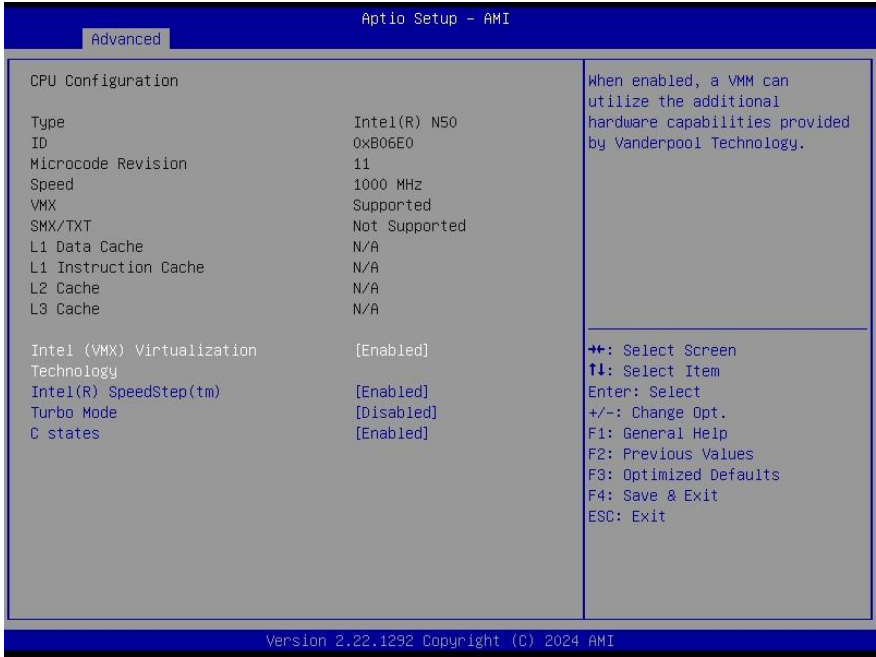 Aptio Setup - AMI
Advanced
CPU Configuration
Type Intel(R) N50
ID 0xB06E0
Microcode Revision 11
Speed 1000 MHz
VMX Supported
SMX/TXT Not Supported
L1 Data Cache N/A
L1 Instruction Cache N/A
L2 Cache N/A
L3 Cache N/A
Intel (VMX) Virtualization [Enabled]
Technology
Intel(R) SpeedStep(tm) [Enabled]
Turbo Mode [Disabled]
C states [Enabled]
When enabled, a VMM can
utilize the additional
hardware capabilities provided
by Vanderpool Technology.
→←: Select Screen
↑↓: Select Item
Enter: Select
+/-: Change Opt.
F1: General Help
F2: Previous Values
F3: Optimized Defaults
F4: Save & Exit
ESC: Exit
Version 2.22.1292 Copyright (C) 2024 AMI